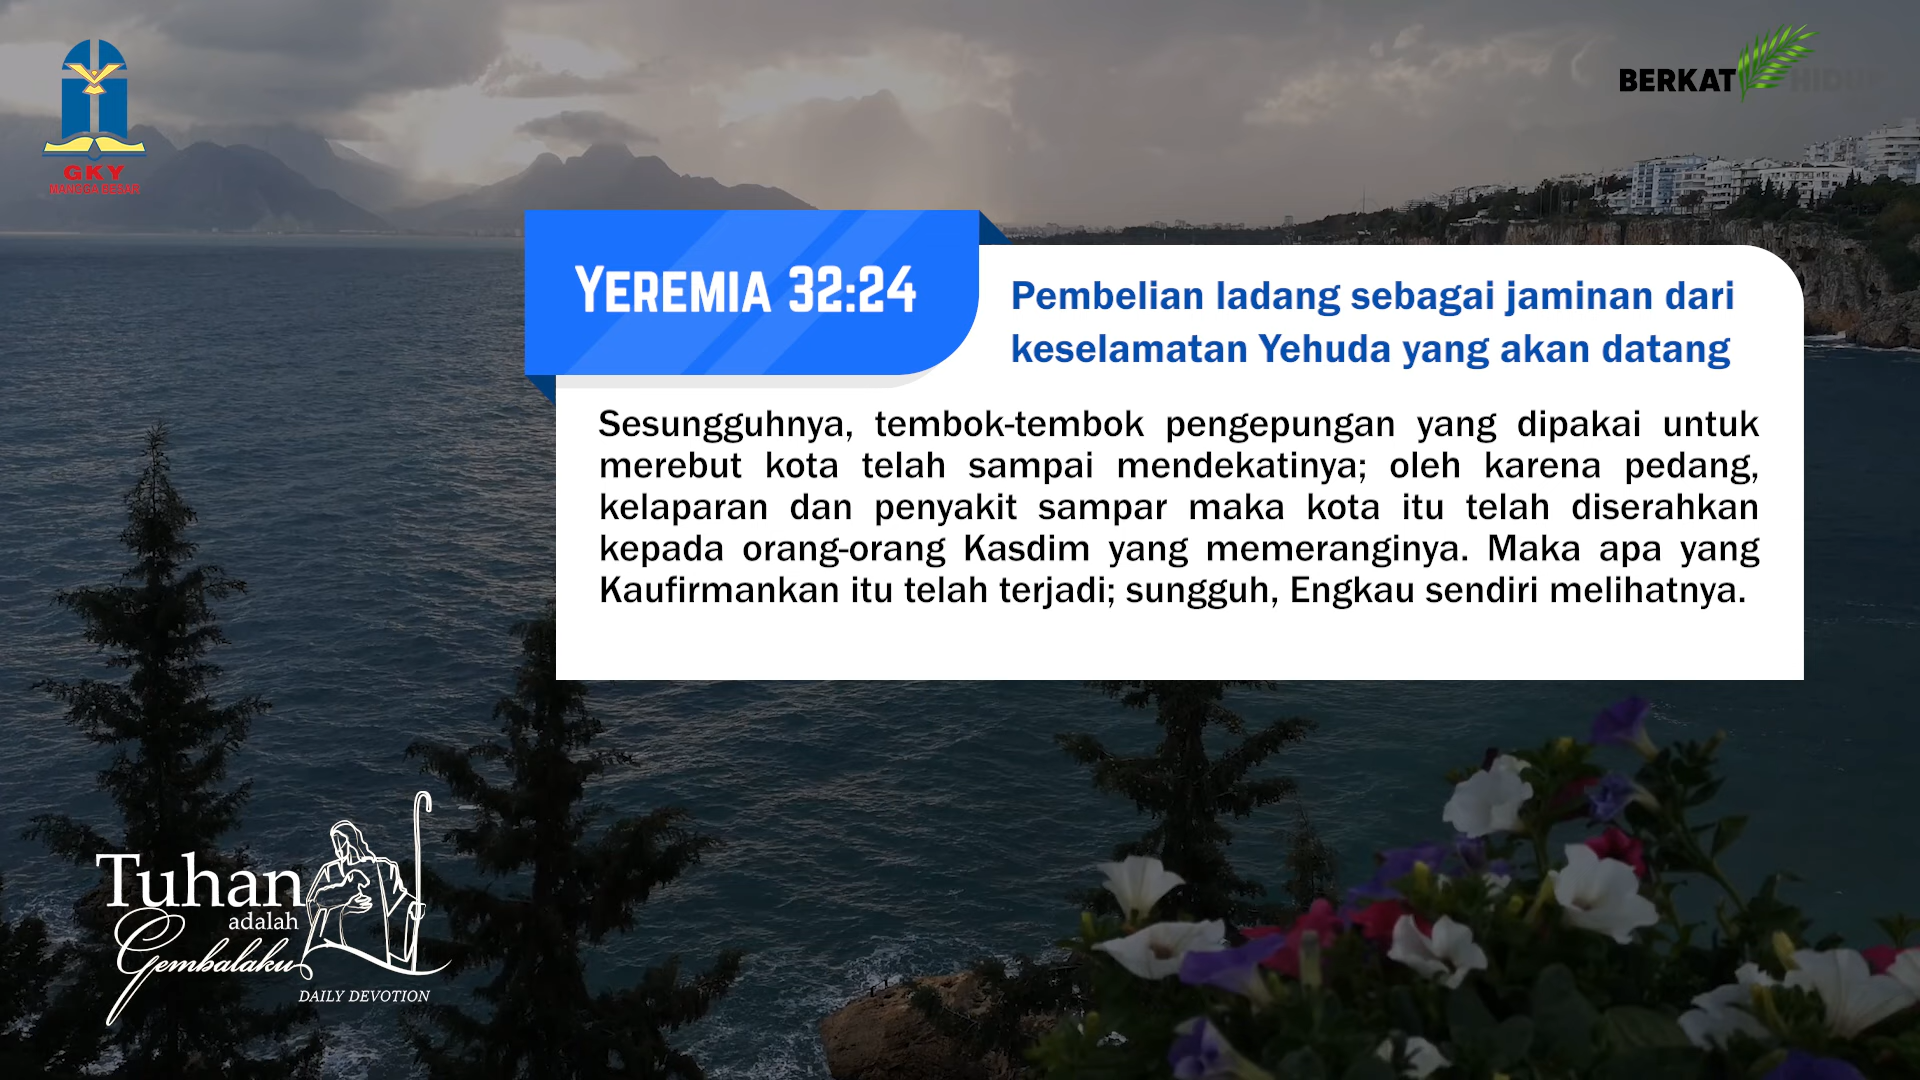 GKY
MANGGA BESAR
BERKAT HIDUP
YEREMIA 32:24
Pembelian ladang sebagai jaminan dari
keselamatan Yehuda yang akan datang
Sesungguhnya, tembok-tembok pengepungan yang dipakai untuk
merebut kota telah sampai mendekatinya; oleh karena pedang,
kelaparan dan penyakit sampar maka kota itu telah diserahkan
kepada orang-orang Kasdim yang memeranginya. Maka apa yang
Kaufirmankan itu telah terjadi; sungguh, Engkau sendiri melihatnya.
Tuhan
adalah
Gembalaku
DAILY DEVOTION